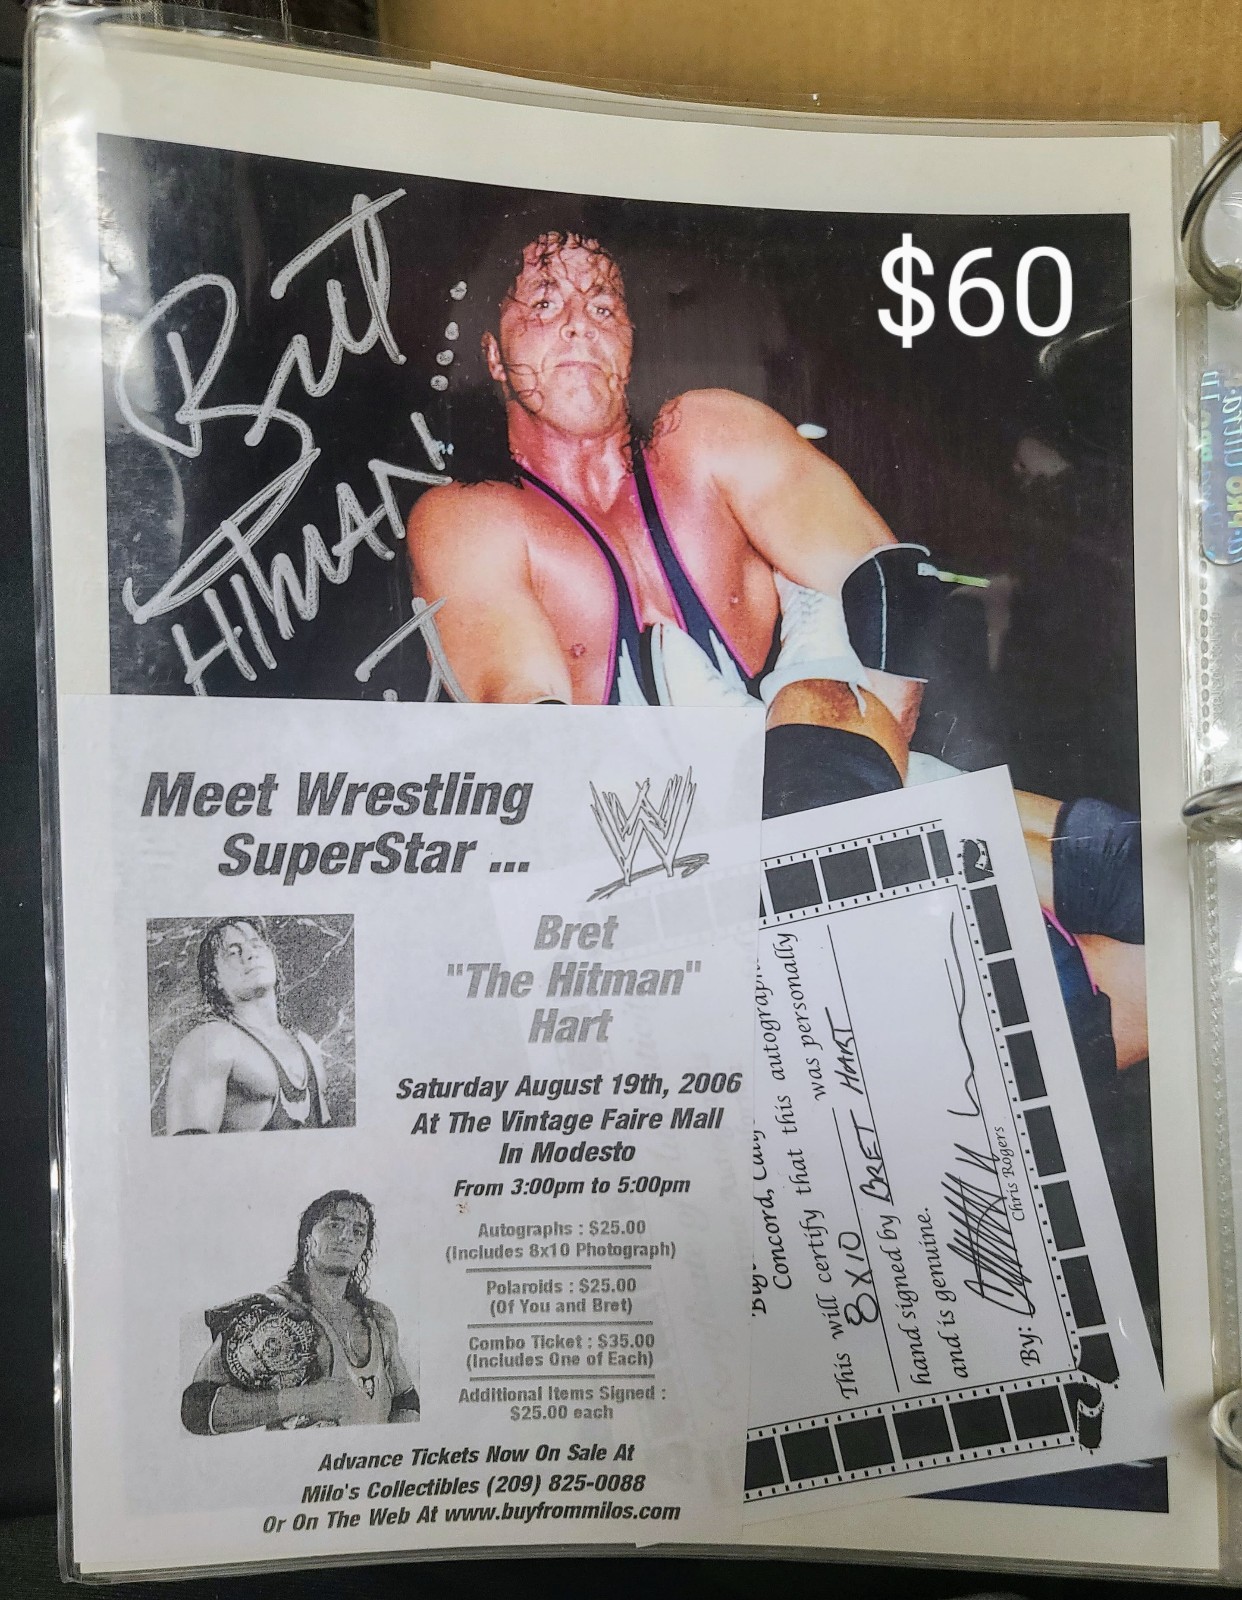 $60
Bret
HITMAN
Meet Wrestling
SuperStar ...
W
Bret
"The Hitman"
Hart
Saturday August 19th, 2006
At The Vintage Faire Mall
In Modesto
From 3:00pm to 5:00pm
Autographs : $25.00
(Includes 8x10 Photograph)
Polaroids : $25.00
(Of You and Bret)
Combo Ticket : $35.00
(Includes One of Each)
Additional Items Signed :
$25.00 each
Advance Tickets Now On Sale At
Milo's Collectibles (209) 825-0088
Or On The Web At www.buyfrommilos.com
Concord,
This will certify that this autograph
8x10 was personally
hand signed by BRET HART
and is genuine.
By:
Chris Rogers